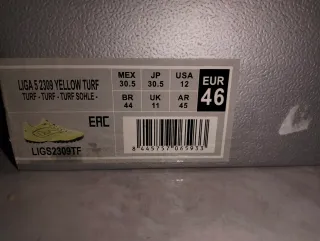 LIGA 5 2309 YELLOW TURF
TURF - TURF - TURF SOHLE -
MEX 30.5
JP 30.5
USA 12
EUR 46
BR 44
UK 11
AR 45
EAC
LIGS2309TF
8 445757 065933